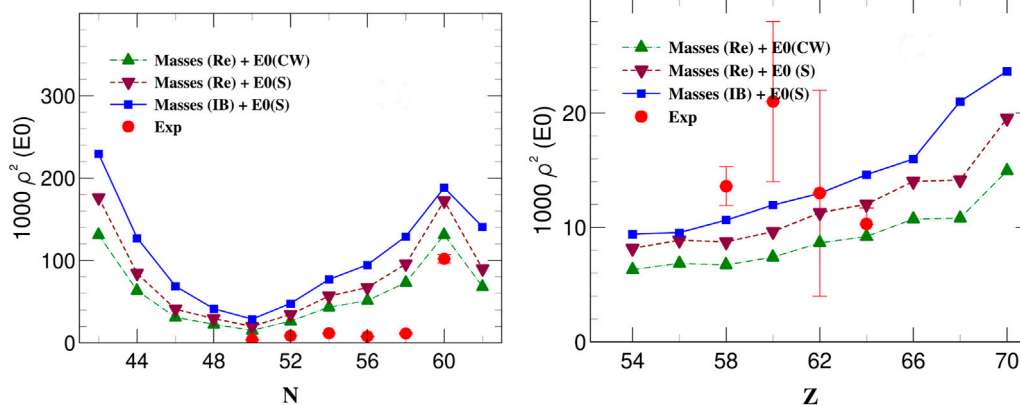 1000 ρ² (E0)
300
200
100
0
Masses (Re) + E0(CW)
Masses (Re) + E0(S)
Masses (IB) + E0(S)
Exp
44
48
52
56
60
N
1000 ρ² (E0)
20
10
0
Masses (Re) + E0(CW)
Masses (Re) + E0 (S)
Masses (IB) + E0(S)
Exp
54
58
62
66
70
Z